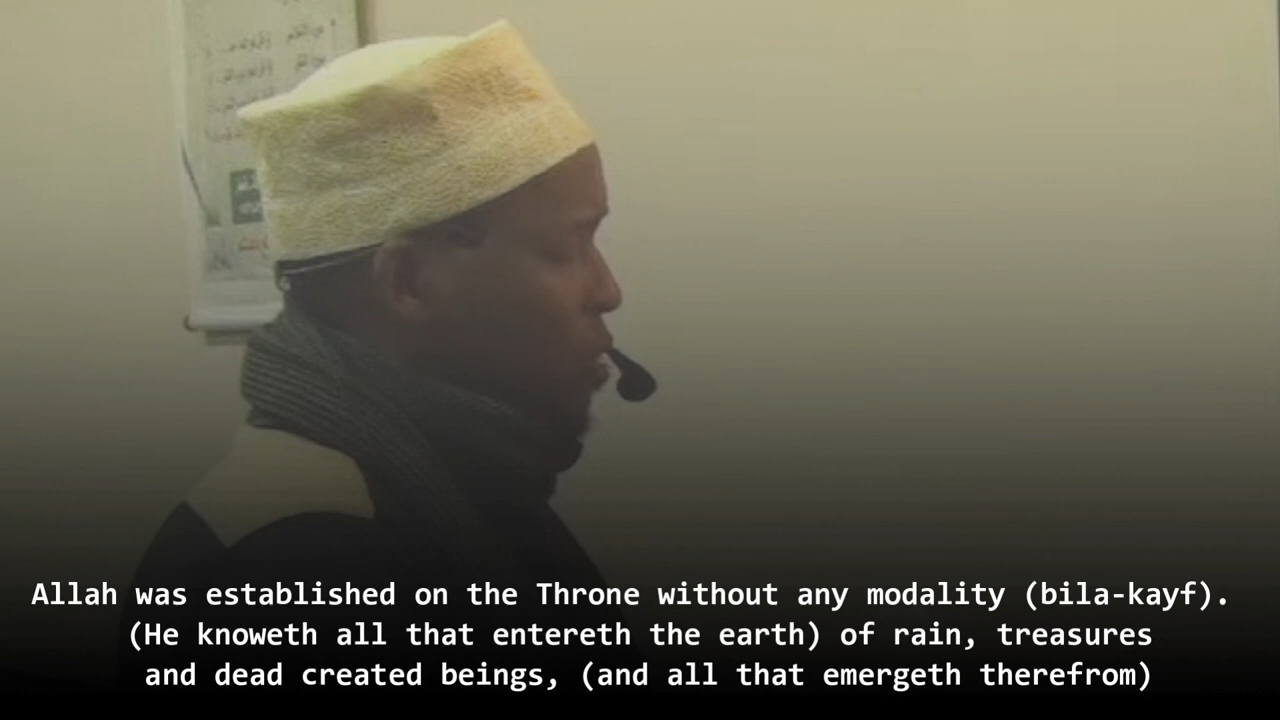 Allah was established on the Throne without any modality (bila-kayf).
(He knoweth all that entereth the earth) of rain, treasures
and dead created beings, (and all that emergeth therefrom)